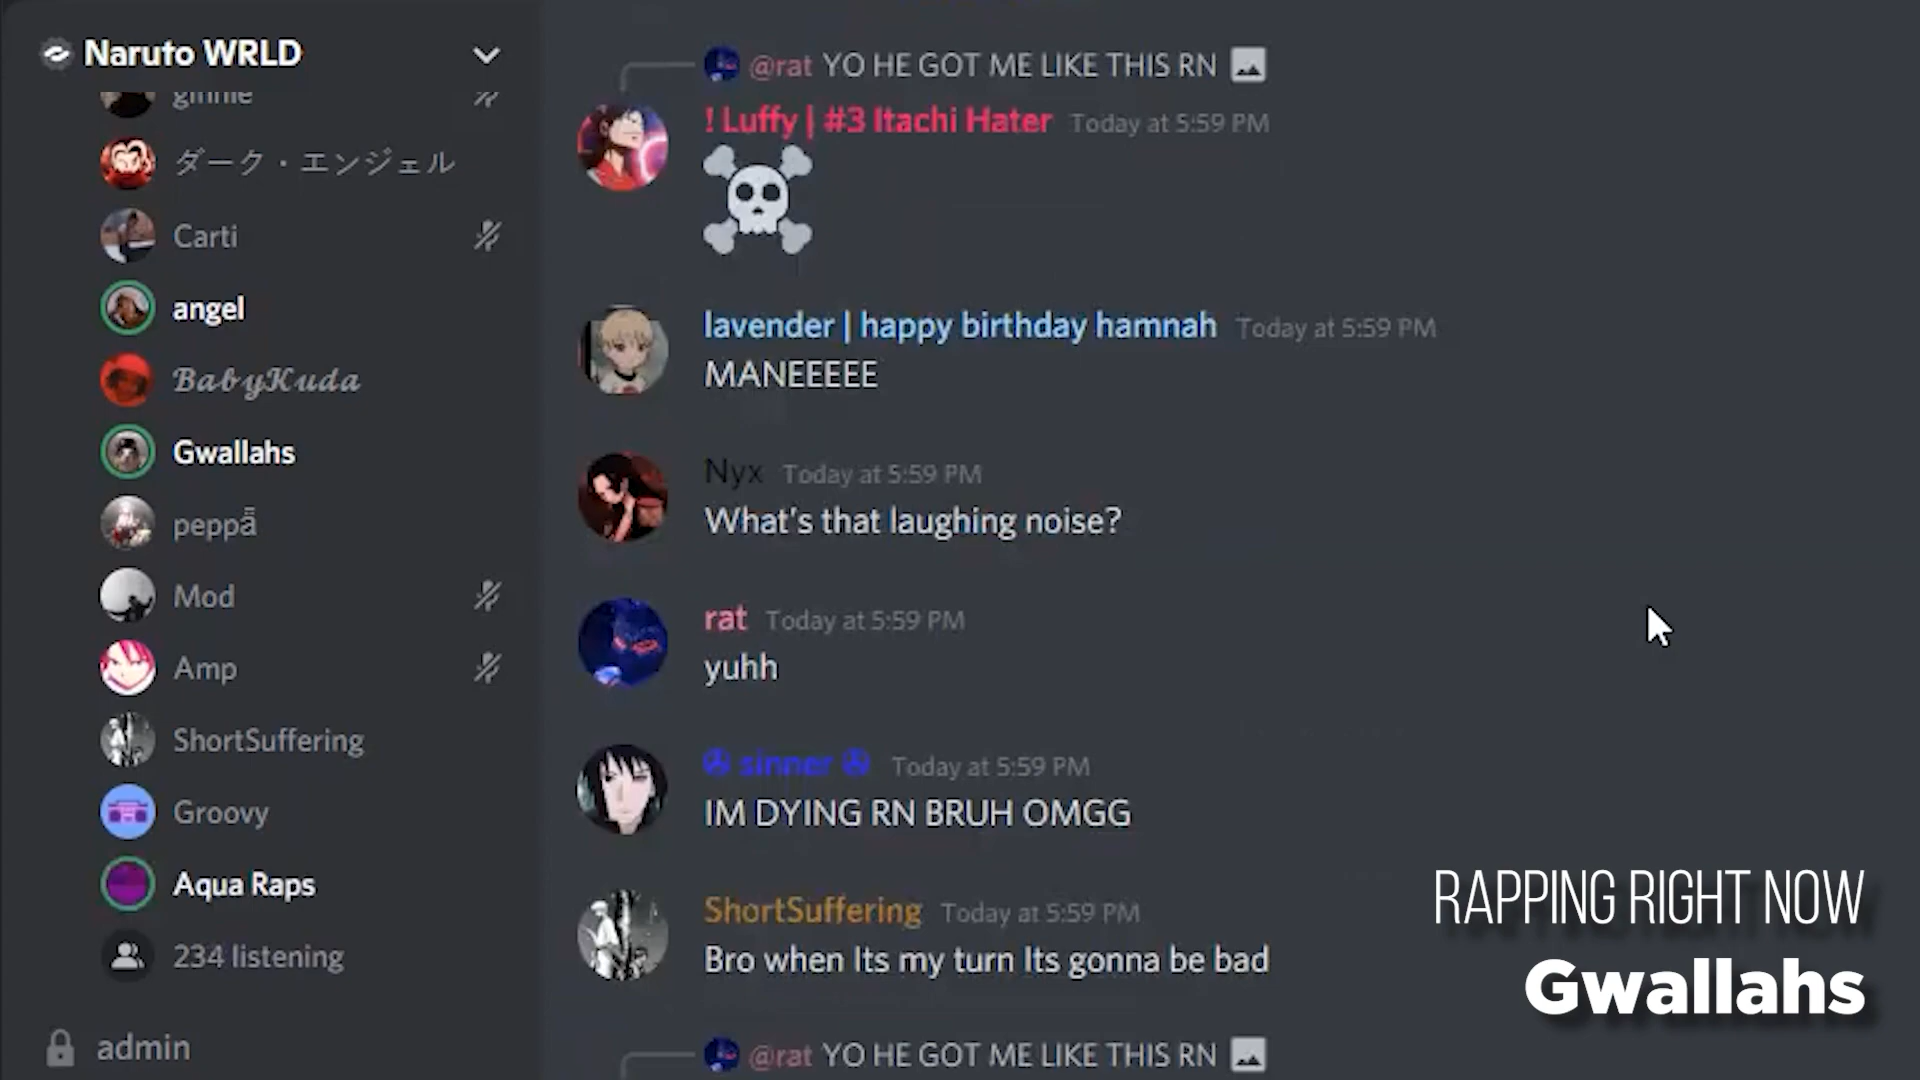 Naruto WRLD
ginnie
ダーク・エンジェル
Carti
angel
𝓑𝓪𝓫𝔂𝓚𝓾𝓭𝓪
Gwallahs
peppǟ
Mod
Amp
ShortSuffering
Groovy
Aqua Raps
234 listening
admin
@rat YO HE GOT ME LIKE THIS RN
! Luffy | #3 Itachi Hater Today at 5:59 PM
lavender | happy birthday hamnah Today at 5:59 PM
MANEEEEE
Nyx Today at 5:59 PM
What's that laughing noise?
rat Today at 5:59 PM
yuhh
sinner Today at 5:59 PM
IM DYING RN BRUH OMGG
ShortSuffering Today at 5:59 PM
Bro when Its my turn Its gonna be bad
@rat YO HE GOT ME LIKE THIS RN
RAPPING RIGHT NOW
Gwallahs